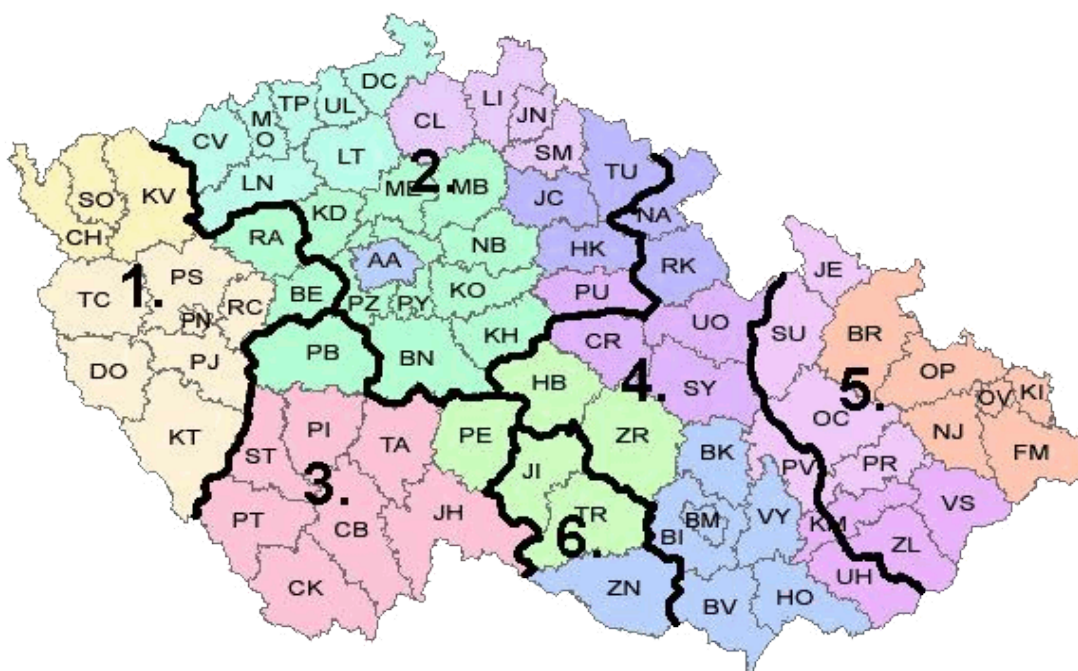 DC
LI
TP
UL
JN
CL
M
O
CV
SM
LT
2.
TU
LN
ME
MB
SO
KV
JC
KD
NA
CH
RA
NB
HK
AA
RK
JE
PS
TC
1.
BE
RC
KO
PU
PZ
PY
PN
UO
SU
BR
KH
CR
PB
BN
PJ
DO
HB
4.
SY
OP
5.
OV
KI
OC
KT
PI
TA
PE
ZR
NJ
ST
BK
FM
JI
PV
PR
3.
VS
PT
CB
JH
TR
BM
VY
KM
6.
BI
ZL
UH
CK
ZN
BV
HO